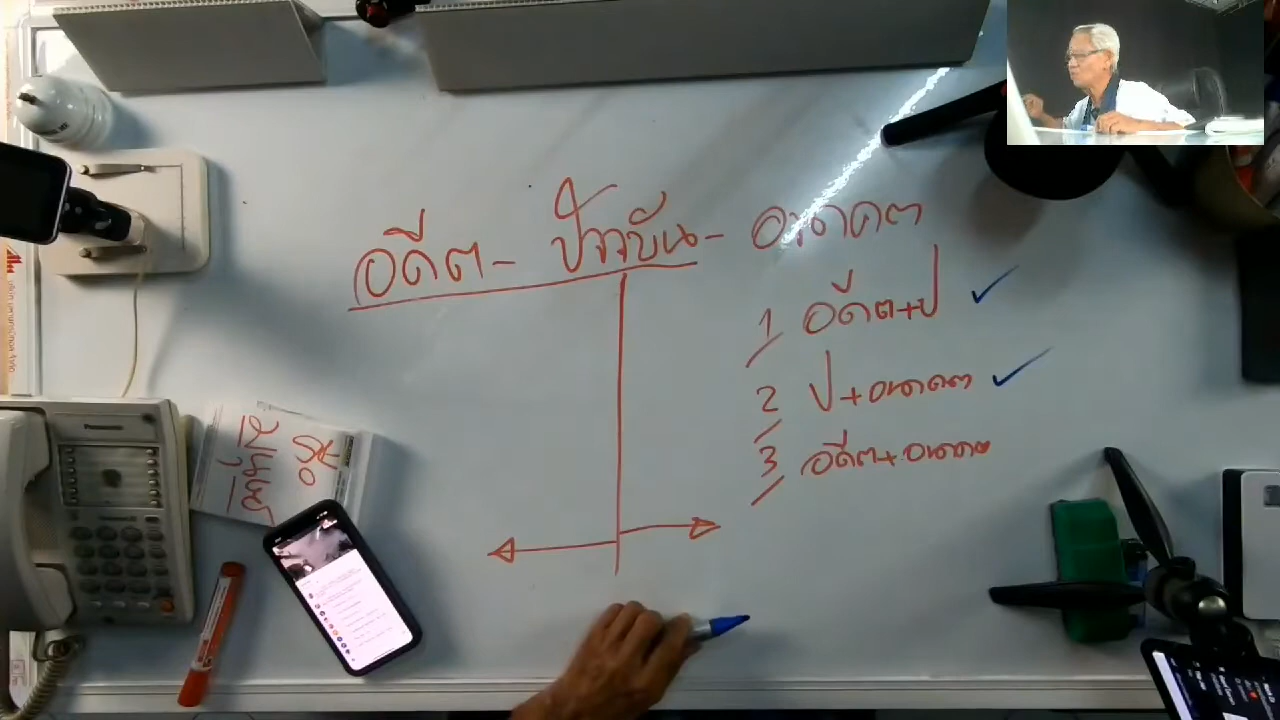 อดีต - ปัจจบัน - อนาคต
1 อดีต+ป ✓
2 ป+อนาคต ✓
3 อดีต+อนาคต
Panasonic